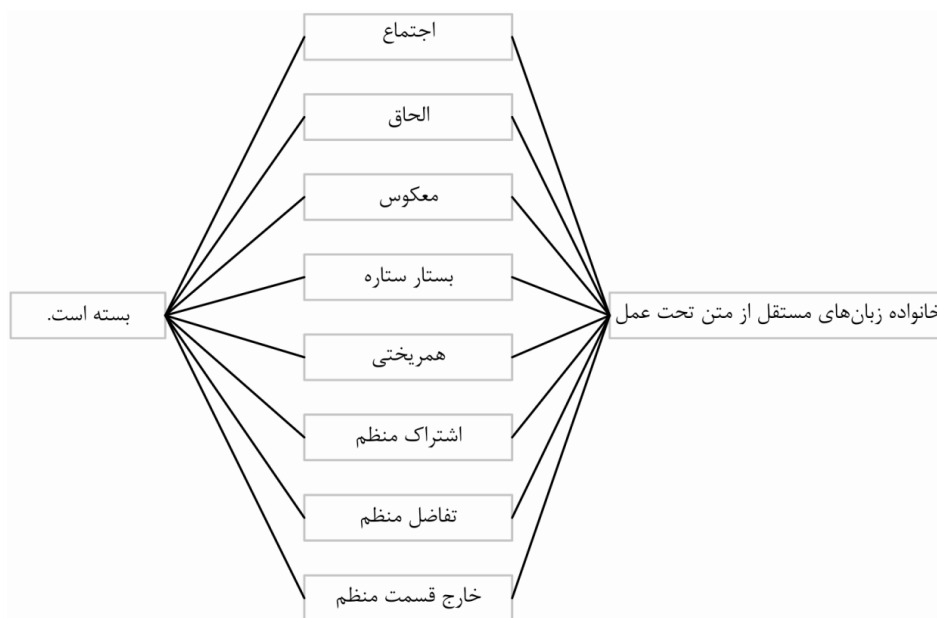 خانواده زبان‌های مستقل از متن تحت عمل
اجتماع
الحاق
معکوس
بستار ستاره
همریختی
اشتراک منظم
تفاضل منظم
خارج قسمت منظم
بسته است.